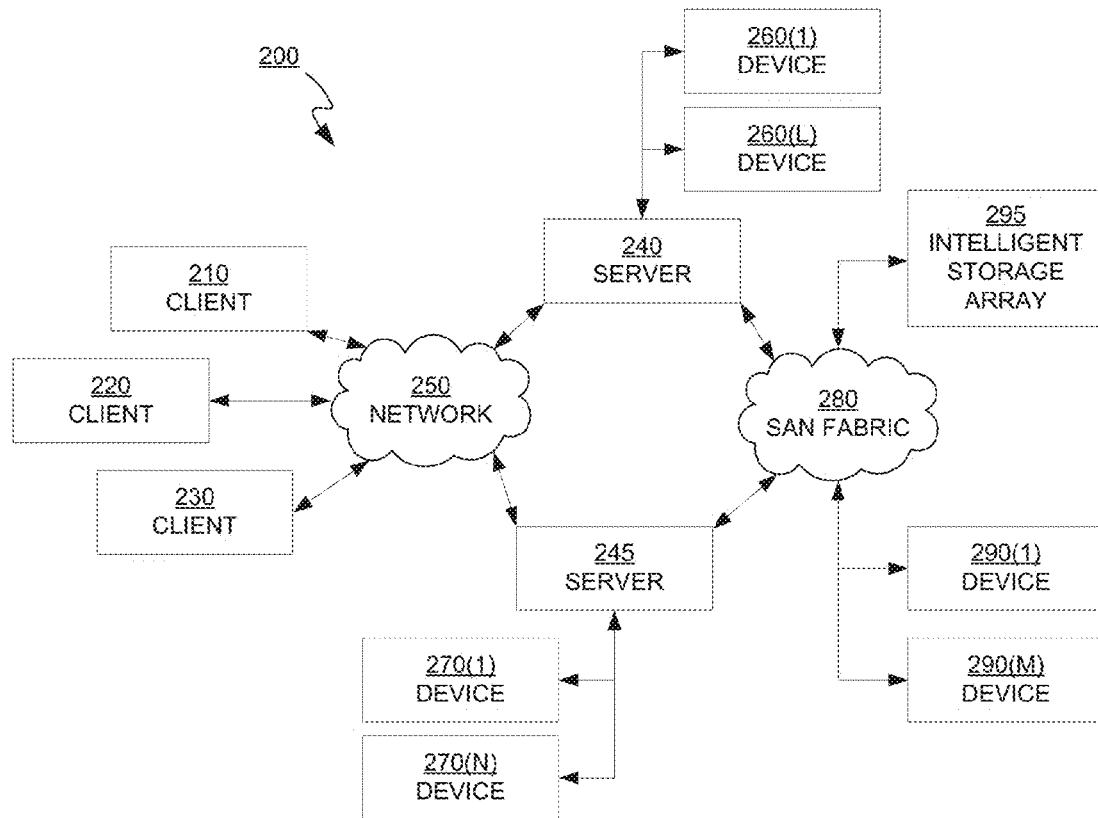 200
260(1)
DEVICE
260(L)
DEVICE
240
SERVER
295
INTELLIGENT
STORAGE
ARRAY
210
CLIENT
220
CLIENT
250
NETWORK
280
SAN FABRIC
230
CLIENT
245
SERVER
290(1)
DEVICE
290(M)
DEVICE
270(1)
DEVICE
270(N)
DEVICE